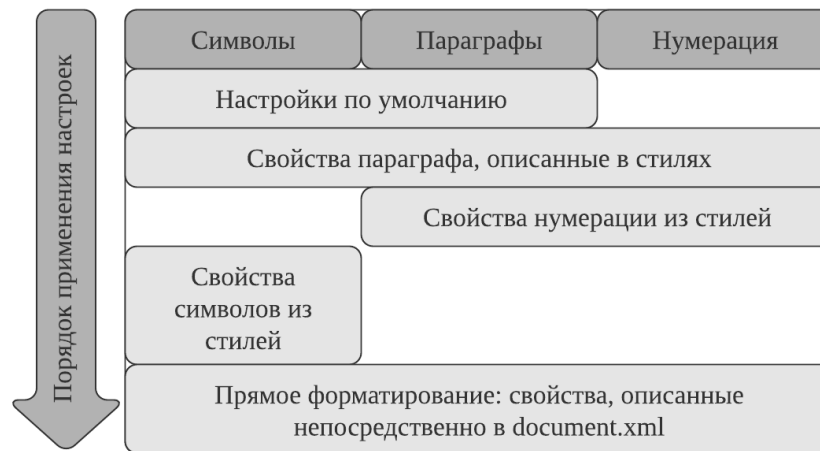 Порядок применения настроек
Символы
Параграфы
Нумерация
Настройки по умолчанию
Свойства параграфа, описанные в стилях
Свойства нумерации из стилей
Свойства
символов из
стилей
Прямое форматирование: свойства, описанные
непосредственно в document.xml